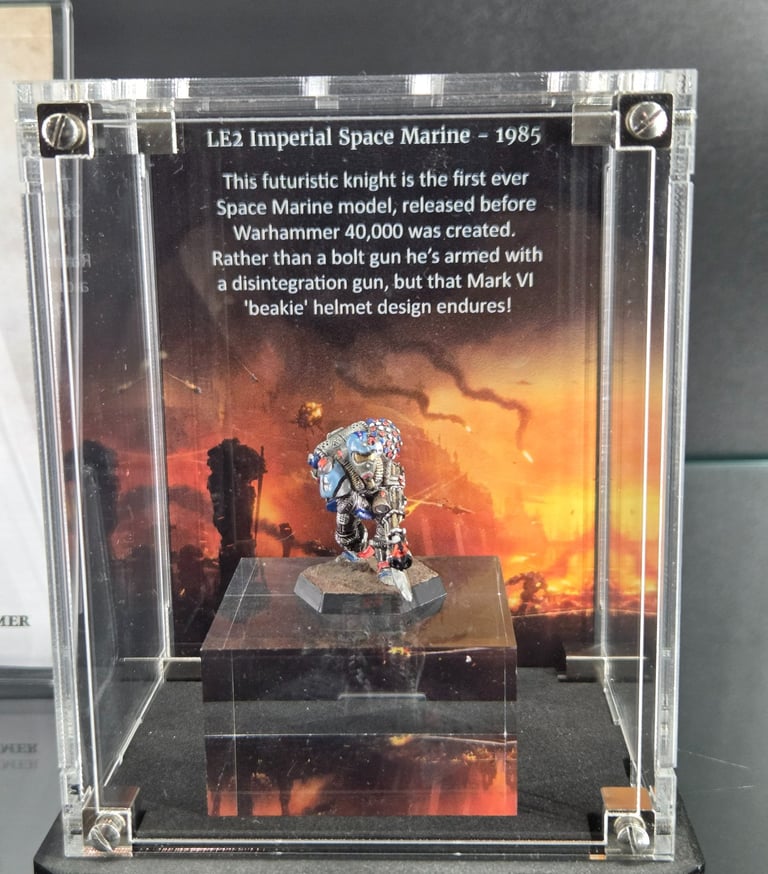 LE2 Imperial Space Marine – 1985
This futuristic knight is the first ever
Space Marine model, released before
Warhammer 40,000 was created.
Rather than a bolt gun he's armed with
a disintegration gun, but that Mark VI
'beakie' helmet design endures!
MER